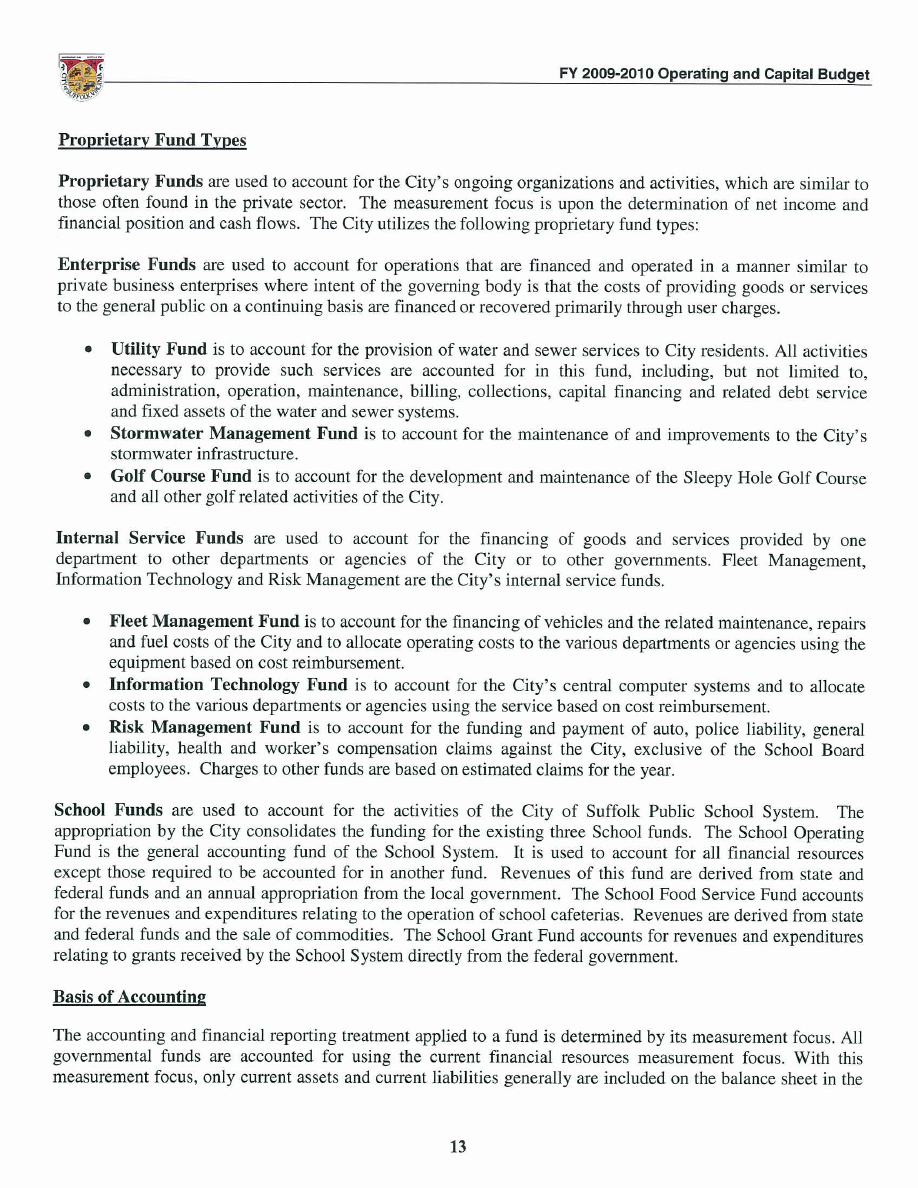 FY 2009-2010 Operating and Capital Budget
Proprietary Fund Types
Proprietary Funds are used to account for the City's ongoing organizations and activities, which are similar to
those often found in the private sector. The measurement focus is upon the determination of net income and
financial position and cash flows. The City utilizes the following proprietary fund types:
Enterprise Funds are used to account for operations that are financed and operated in a manner similar to
private business enterprises where intent of the governing body is that the costs of providing goods or services
to the general public on a continuing basis are financed or recovered primarily through user charges.
• Utility Fund is to account for the provision of water and sewer services to City residents. All activities
necessary to provide such services are accounted for in this fund, including, but not limited to,
administration, operation, maintenance, billing, collections, capital financing and related debt service
and fixed assets of the water and sewer systems.
• Stormwater Management Fund is to account for the maintenance of and improvements to the City's
stormwater infrastructure.
• Golf Course Fund is to account for the development and maintenance of the Sleepy Hole Golf Course
and all other golf related activities of the City.
Internal Service Funds are used to account for the financing of goods and services provided by one
department to other departments or agencies of the City or to other governments. Fleet Management,
Information Technology and Risk Management are the City's internal service funds.
• Fleet Management Fund is to account for the financing of vehicles and the related maintenance, repairs
and fuel costs of the City and to allocate operating costs to the various departments or agencies using the
equipment based on cost reimbursement.
• Information Technology Fund is to account for the City's central computer systems and to allocate
costs to the various departments or agencies using the service based on cost reimbursement.
• Risk Management Fund is to account for the funding and payment of auto, police liability, general
liability, health and worker's compensation claims against the City, exclusive of the School Board
employees. Charges to other funds are based on estimated claims for the year.
School Funds are used to account for the activities of the City of Suffolk Public School System. The
appropriation by the City consolidates the funding for the existing three School funds. The School Operating
Fund is the general accounting fund of the School System. It is used to account for all financial resources
except those required to be accounted for in another fund. Revenues of this fund are derived from state and
federal funds and an annual appropriation from the local government. The School Food Service Fund accounts
for the revenues and expenditures relating to the operation of school cafeterias. Revenues are derived from state
and federal funds and the sale of commodities. The School Grant Fund accounts for revenues and expenditures
relating to grants received by the School System directly from the federal government.
Basis of Accounting
The accounting and financial reporting treatment applied to a fund is determined by its measurement focus. All
governmental funds are accounted for using the current financial resources measurement focus. With this
measurement focus, only current assets and current liabilities generally are included on the balance sheet in the
13